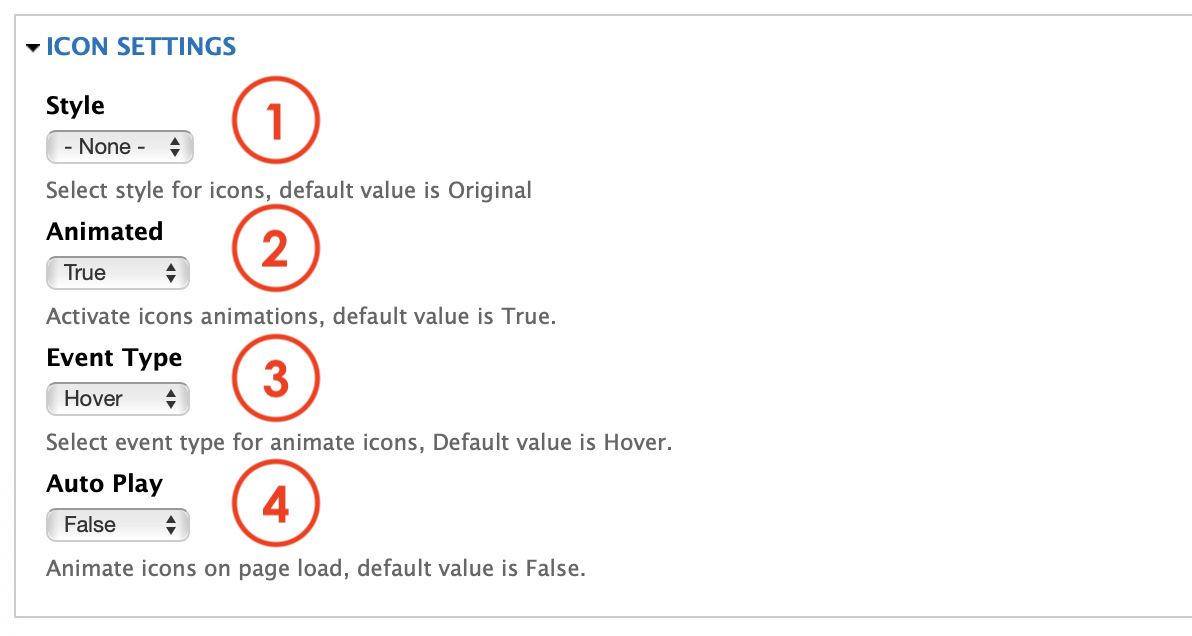 ICON SETTINGS
Style
1
- None -
Select style for icons, default value is Original
Animated
2
True
Activate icons animations, default value is True.
Event Type
3
Hover
Select event type for animate icons, Default value is Hover.
Auto Play
4
False
Animate icons on page load, default value is False.